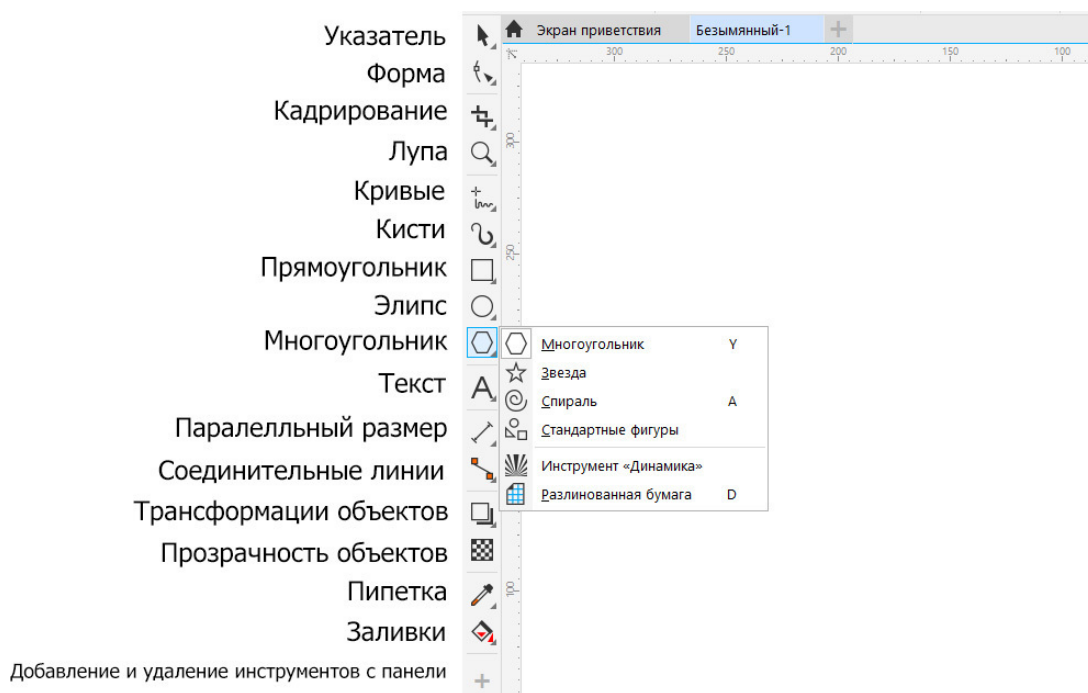 Указатель
Форма
Кадрирование
Лупа
Кривые
Кисти
Прямоугольник
Элипс
Многоугольник
Текст
Паралелльный размер
Соединительные линии
Трансформации объектов
Прозрачность объектов
Пипетка
Заливки
Добавление и удаление инструментов с панели
Экран приветствия Безымянный-1
300 250 200 150 100
300
250
Многоугольник Y
Звезда
Спираль A
Стандартные фигуры
Инструмент «Динамика»
Разлинованная бумага D
100